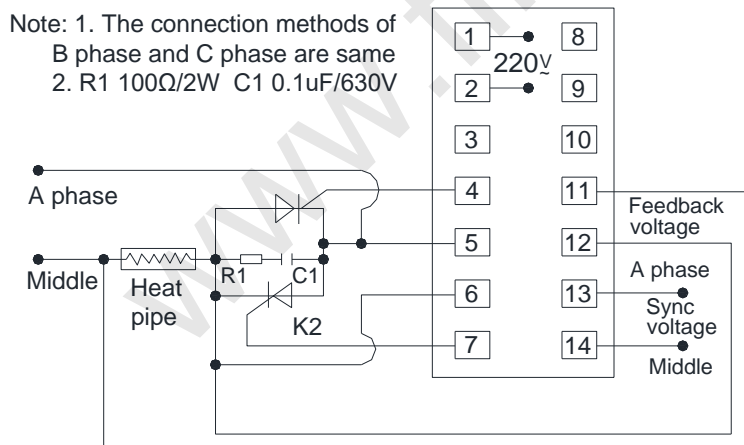 Note: 1. The connection methods of
B phase and C phase are same
2. R1 100Ω/2W C1 0.1uF/630V
1
8
220V~
2
9
3
10
A phase
4
11
Feedback
voltage
5
12
Middle
Heat
pipe
R1
C1
A phase
6
13
Sync
voltage
K2
7
14
Middle
www.